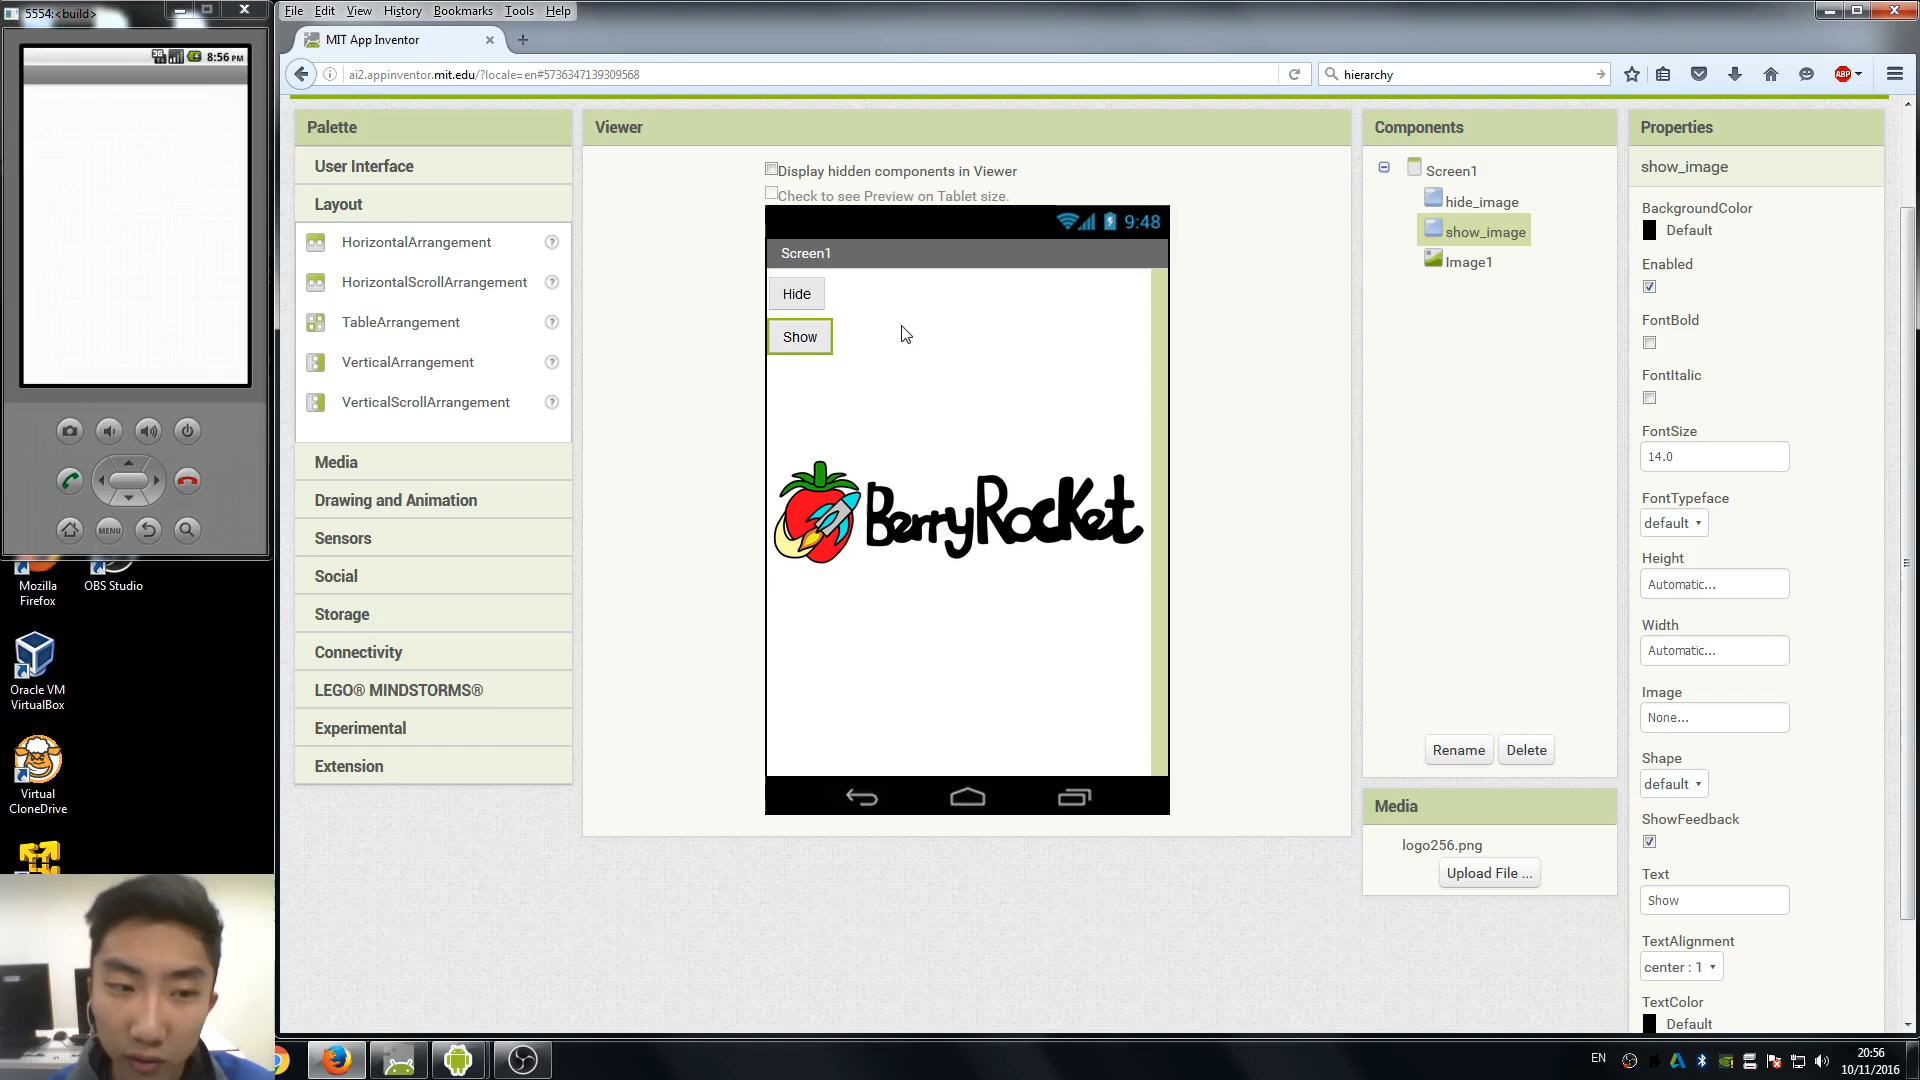 5554:<build>
File Edit View History Bookmarks Tools Help
MIT App Inventor
ai2.appinventor.mit.edu/?locale=en#5736347139309568
hierarchy
ABP
3G 8:56 PM
MENU
Mozilla
Firefox
OBS Studio
Oracle VM
VirtualBox
Virtual
CloneDrive
Palette
User Interface
Layout
HorizontalArrangement
HorizontalScrollArrangement
TableArrangement
VerticalArrangement
VerticalScrollArrangement
Media
Drawing and Animation
Sensors
Social
Storage
Connectivity
LEGO® MINDSTORMS®
Experimental
Extension
Viewer
Display hidden components in Viewer
Check to see Preview on Tablet size.
9:48
Screen1
Hide
Show
BerryRocKet
Components
Screen1
hide_image
show_image
Image1
Rename
Delete
Media
logo256.png
Upload File ...
Properties
show_image
BackgroundColor
Default
Enabled
FontBold
FontItalic
FontSize
14.0
FontTypeface
default
Height
Automatic...
Width
Automatic...
Image
None...
Shape
default
ShowFeedback
Text
Show
TextAlignment
center : 1
TextColor
Default
EN
20:56
10/11/2016